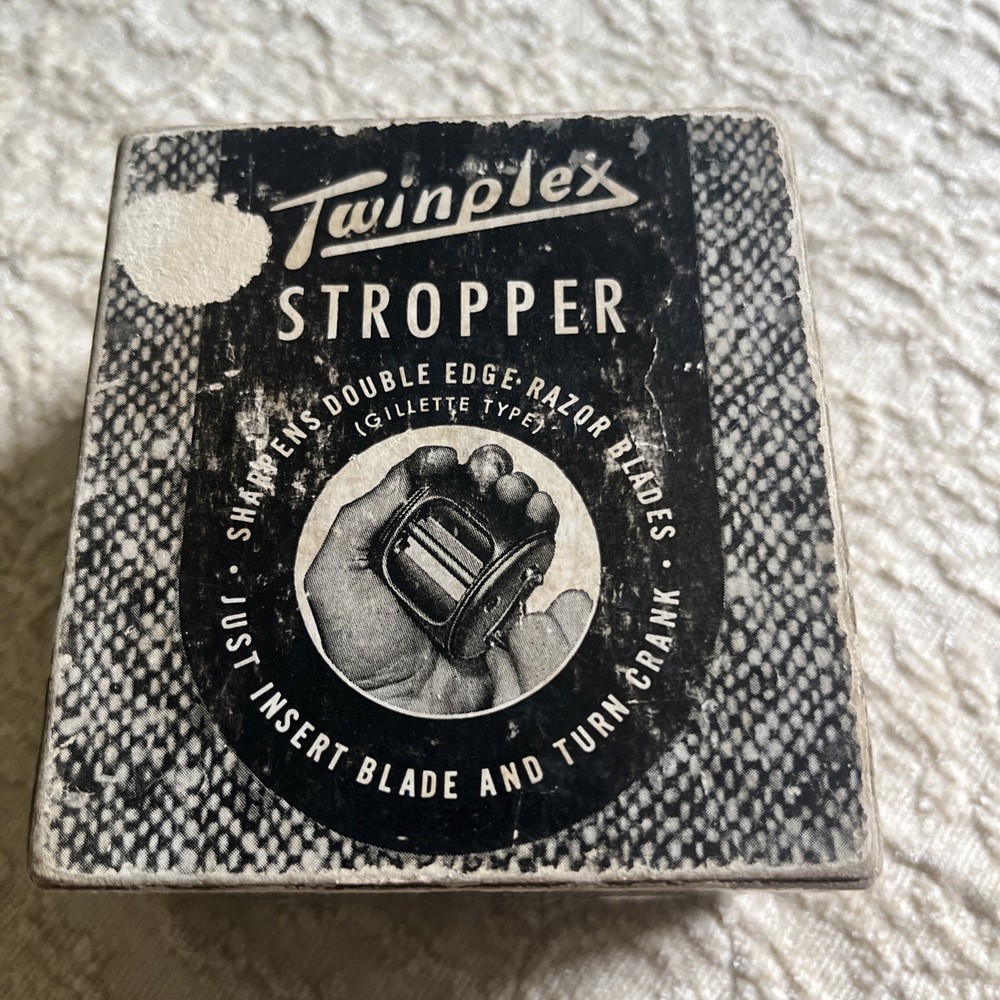 Twinplex
STROPPER
• SHARPENS DOUBLE EDGE RAZOR BLADES •
(GILLETTE TYPE)
JUST INSERT BLADE AND TURN CRANK